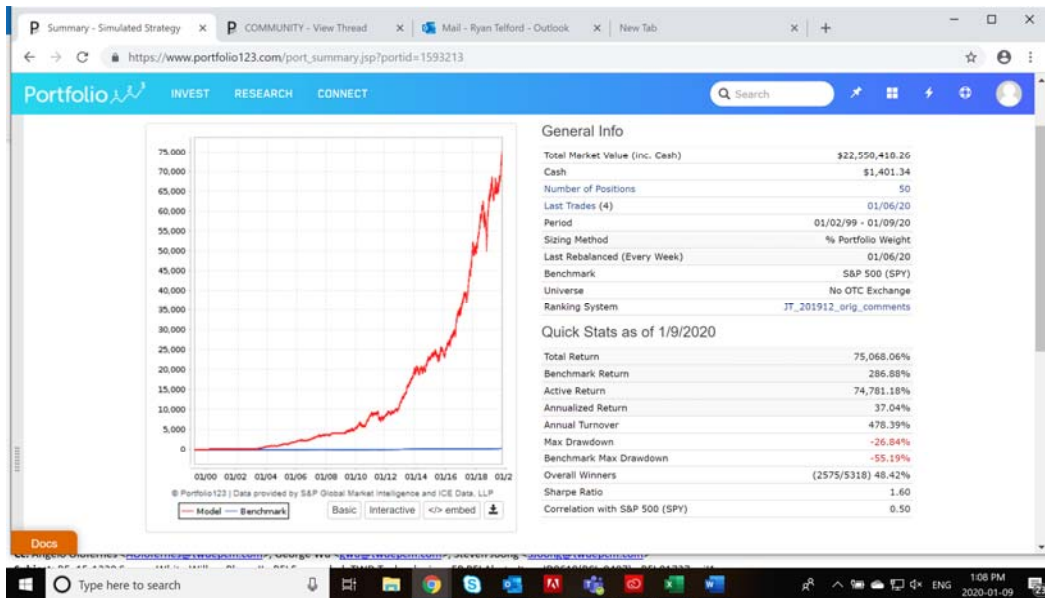 Summary - Simulated Strategy
COMMUNITY - View Thread
Mail - Ryan Telford - Outlook
New Tab
https://www.portfolio123.com/port_summary.jsp?portid=1593213
Portfolio INVEST RESEARCH CONNECT Search
General Info
Total Market Value (inc. Cash) $22,550,410.26
Cash $1,401.34
Number of Positions 50
Last Trades (4) 01/06/20
Period 01/02/99 - 01/09/20
Sizing Method % Portfolio Weight
Last Rebalanced (Every Week) 01/06/20
Benchmark S&P 500 (SPY)
Universe No OTC Exchange
Ranking System JT_201912_orig_comments
Quick Stats as of 1/9/2020
Total Return 75,068.06%
Benchmark Return 286.88%
Active Return 74,781.18%
Annualized Return 37.04%
Annual Turnover 478.39%
Max Drawdown -26.84%
Benchmark Max Drawdown -55.19%
Overall Winners (2575/5318) 48.42%
Sharpe Ratio 1.60
Correlation with S&P 500 (SPY) 0.50
75,000
70,000
65,000
60,000
55,000
50,000
45,000
40,000
35,000
30,000
25,000
20,000
15,000
10,000
5,000
0
01/00 01/02 01/04 01/06 01/08 01/10 01/12 01/14 01/16 01/18 01/2
© Portfolio123 | Data provided by S&P Global Market Intelligence and ICE Data, LLP
Model Benchmark Basic Interactive </> embed
Docs
Type here to search
ENG
1:08 PM
2020-01-09